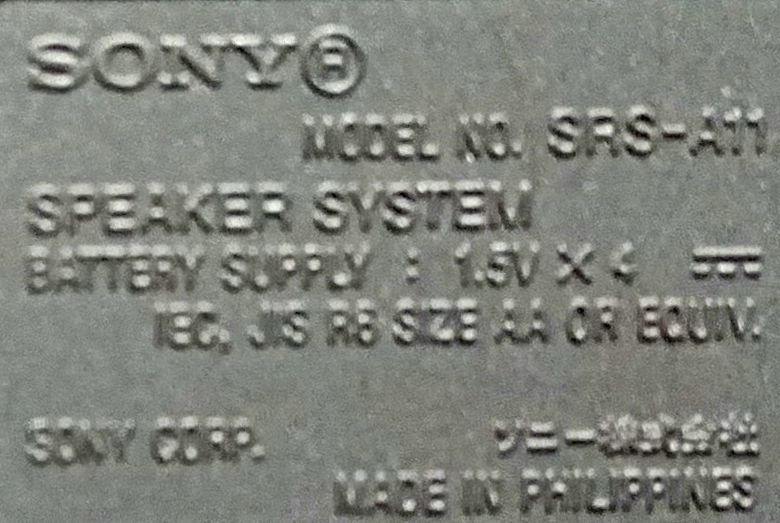 SONY®
MODEL NO. SRS-A11
SPEAKER SYSTEM
BATTERY SUPPLY : 1.5V × 4 ⎓
IEC, JIS R6 SIZE AA OR EQUIV.
SONY CORP. ソニー株式会社
MADE IN PHILIPPINES